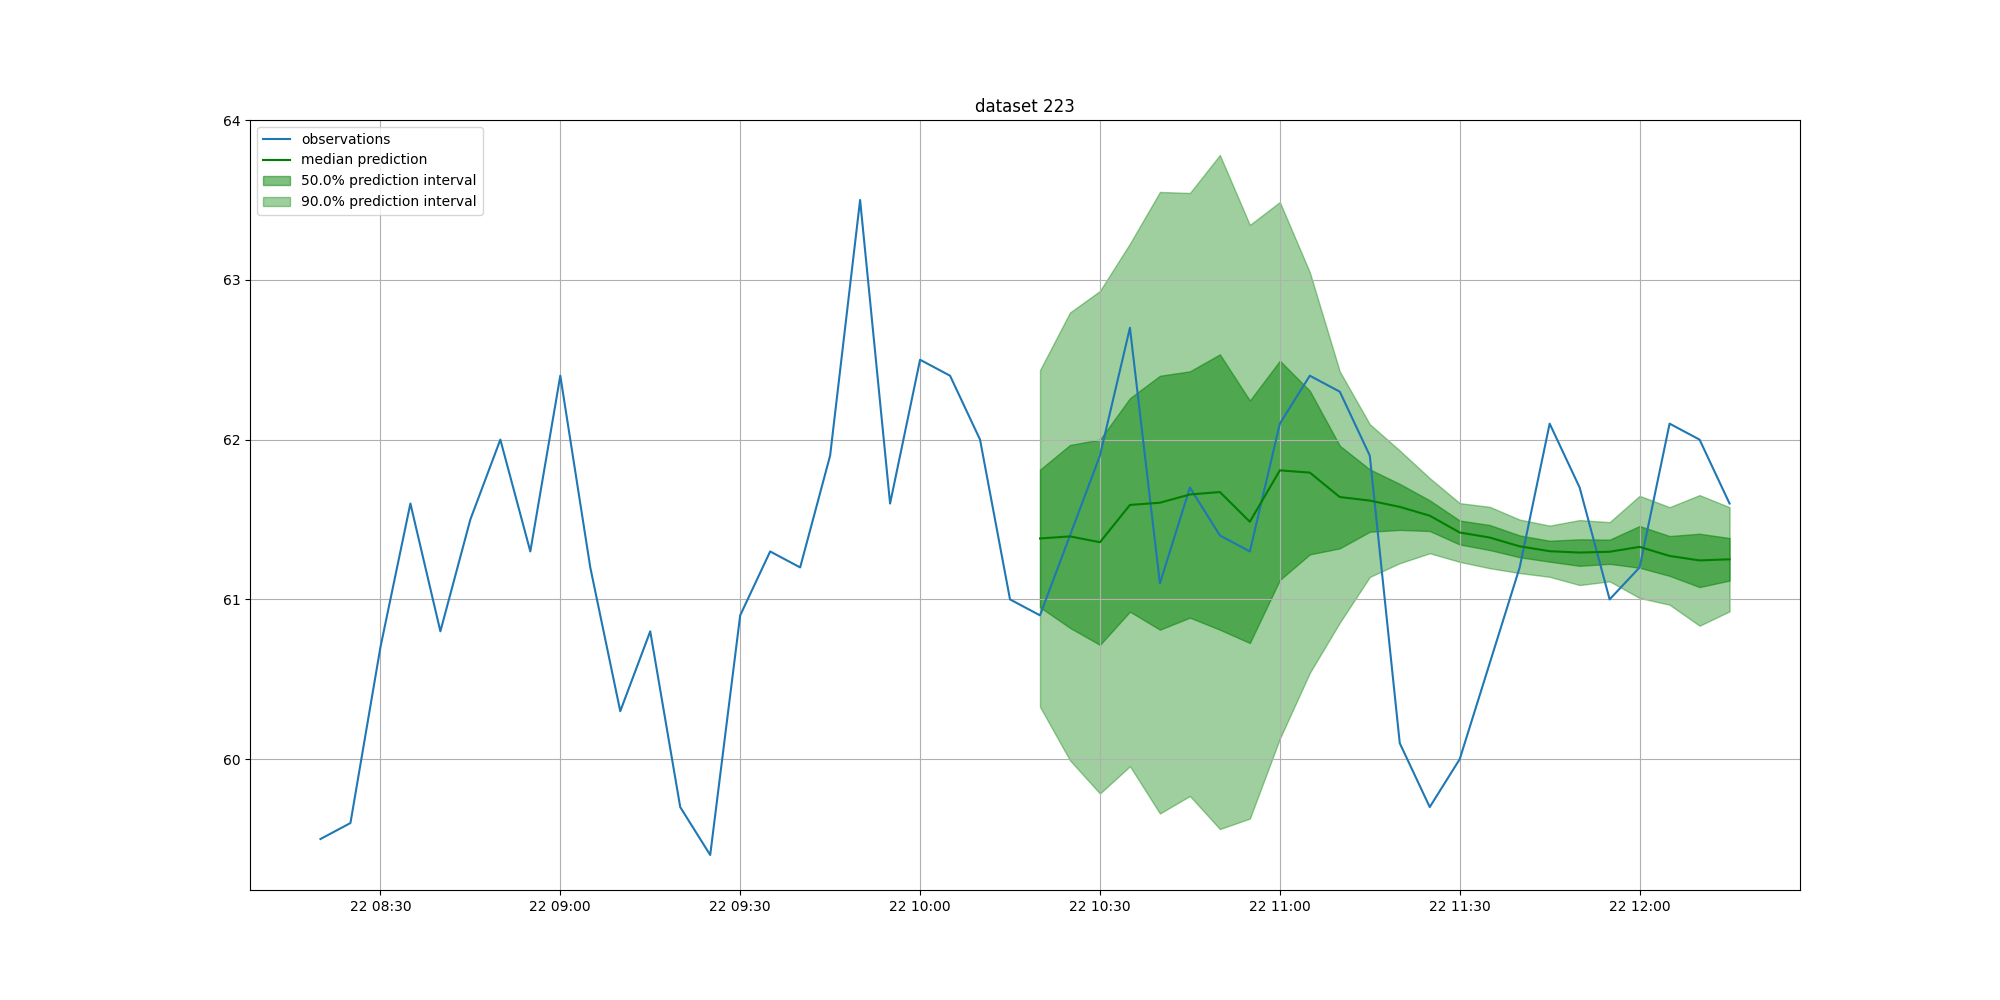 dataset 223
64
63
62
61
60
observations
median prediction
50.0% prediction interval
90.0% prediction interval
22 08:30
22 09:00
22 09:30
22 10:00
22 10:30
22 11:00
22 11:30
22 12:00